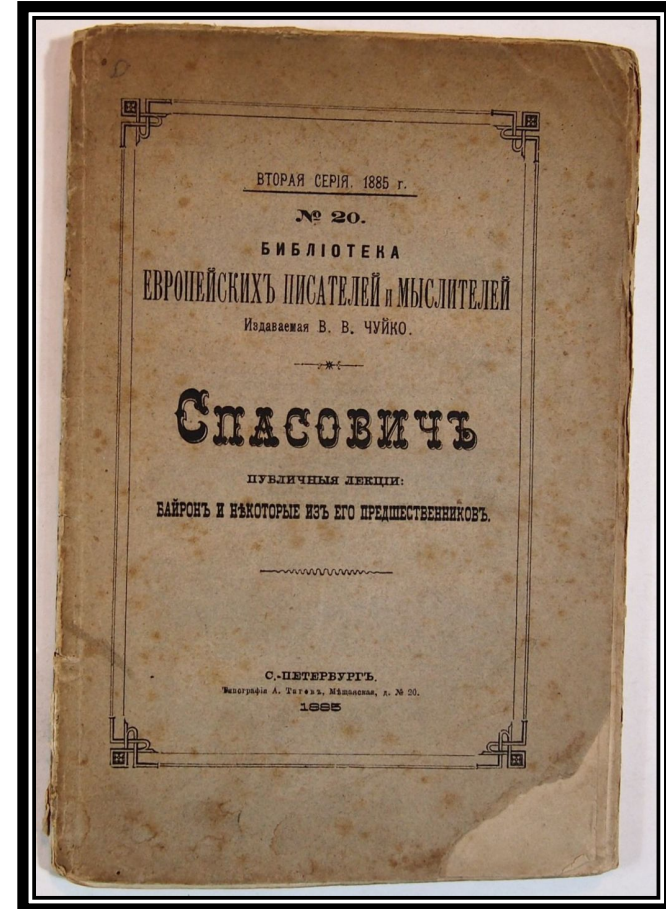 ВТОРАЯ СЕРІЯ. 1885 г.
№ 20.
БИБЛІОТЕКА
ЕВРОПЕЙСКИХЪ ПИСАТЕЛЕЙ и МЫСЛИТЕЛЕЙ
Издаваемая В. В. ЧУЙКО.
СПАСОВИЧЪ
ПУБЛИЧНЫЯ ЛЕКЦІИ:
БАЙРОНЪ И НѢКОТОРЫЕ ИЗЪ ЕГО ПРЕДШЕСТВЕННИКОВЪ.
С.-ПЕТЕРБУРГЪ.
Типографія А. Мѣщанская, д. № 20.
1885